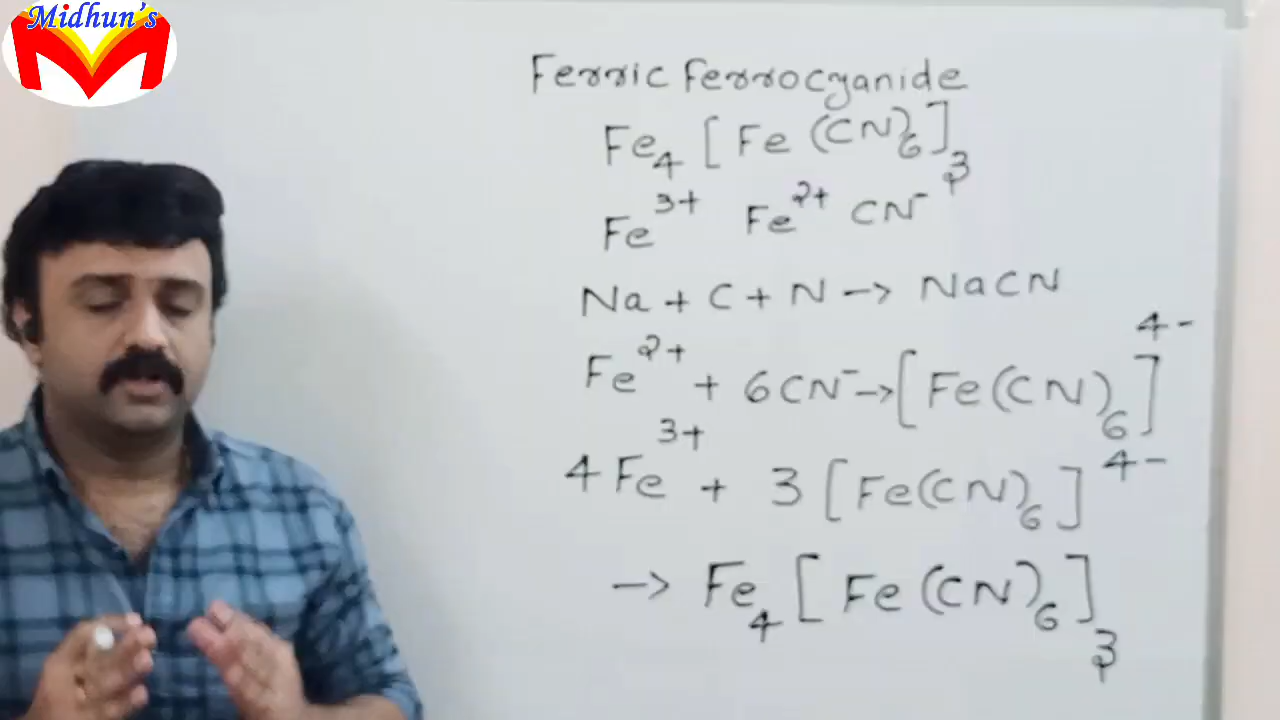 Midhun's
Ferric Ferrocyanide
Fe₄ [Fe(CN)₆]₃
Fe³⁺ Fe²⁺ CN⁻
Na + C + N → NaCN
Fe²⁺ + 6CN⁻ → [Fe(CN)₆]⁴⁻
4Fe³⁺ + 3[Fe(CN)₆]⁴⁻
→ Fe₄[Fe(CN)₆]₃